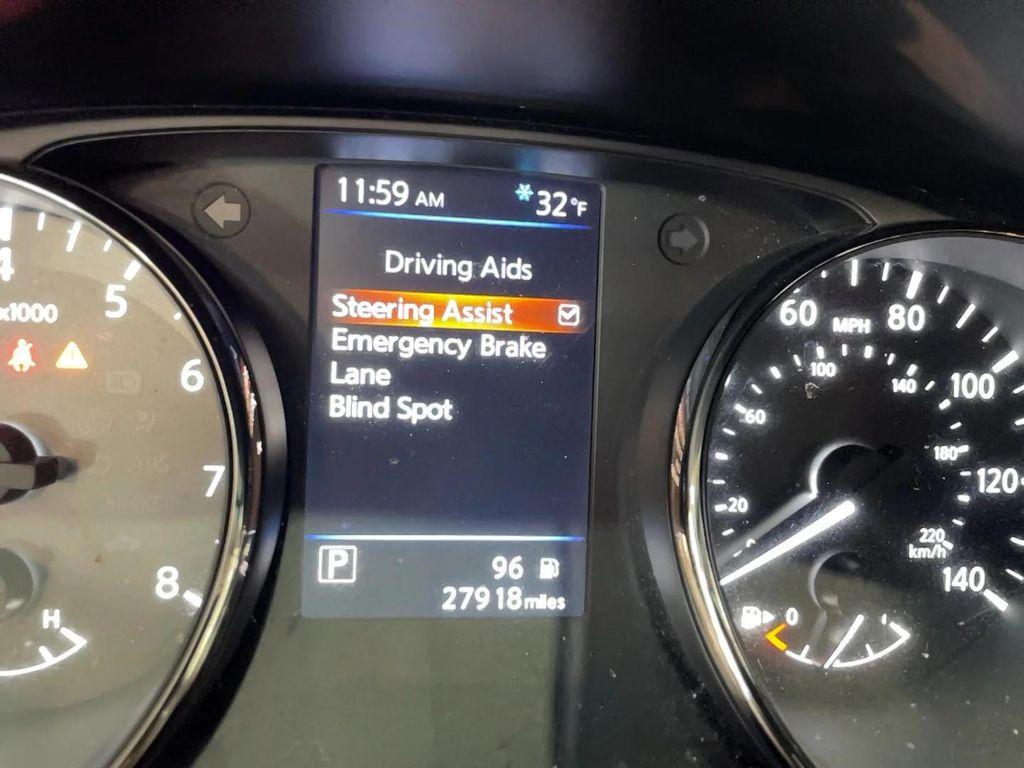 11:59 AM
32°F
Driving Aids
Steering Assist
Emergency Brake
Lane
Blind Spot
P
96
27918 miles
4
5
x1000
6
7
8
H
60
MPH
80
100
120
140
20
60
100
140
180
220
km/h
0
1